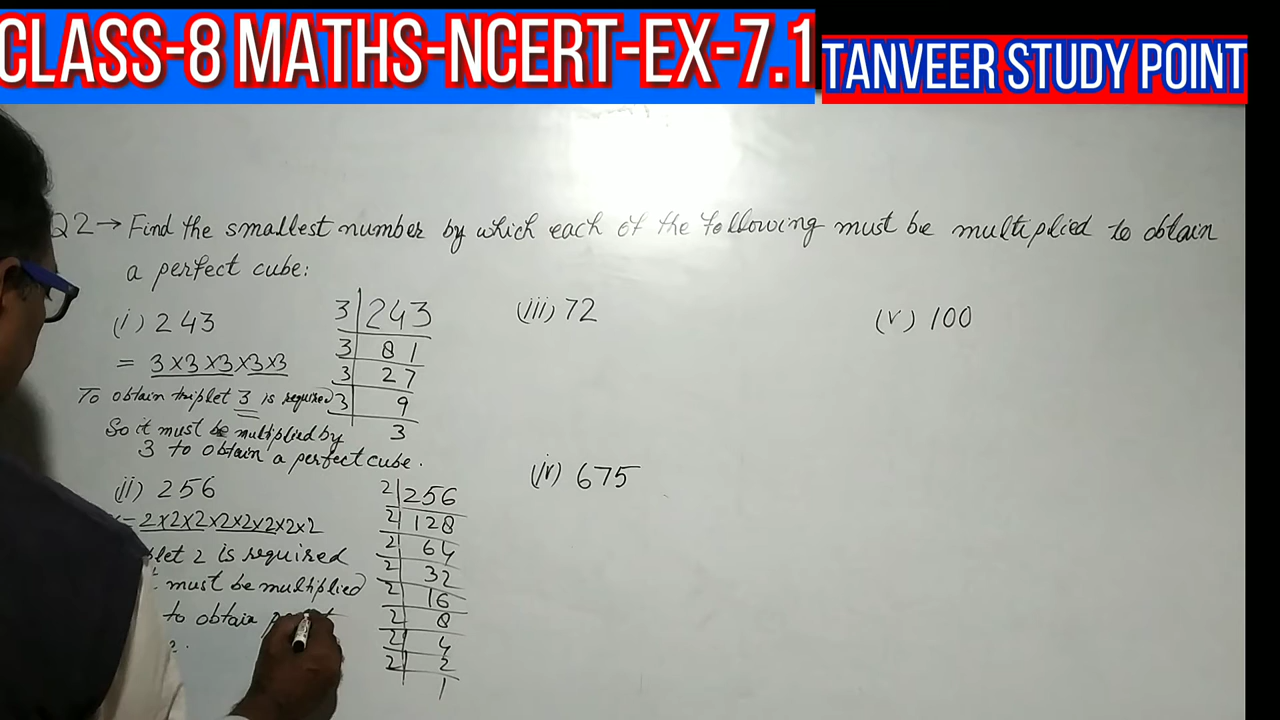 CLASS-8 MATHS-NCERT-EX-7.1
TANVEER STUDY POINT
Q2→ Find the smallest number by which each of the following must be multiplied to obtain
a perfect cube:
(i) 243
= 3×3×3×3×3
To obtain triplet 3 is required
So it must be multiplied by
3 to obtain a perfect cube.
3 | 243
3 | 81
3 | 27
3 | 9
3
(ii) 256
= 2×2×2×2×2×2×2×2
let 2 is required
must be multiplied
to obtain
2 | 256
2 | 128
2 | 64
2 | 32
2 | 16
2 | 8
2 | 4
2 | 2
1
(iii) 72
(iv) 675
(v) 100